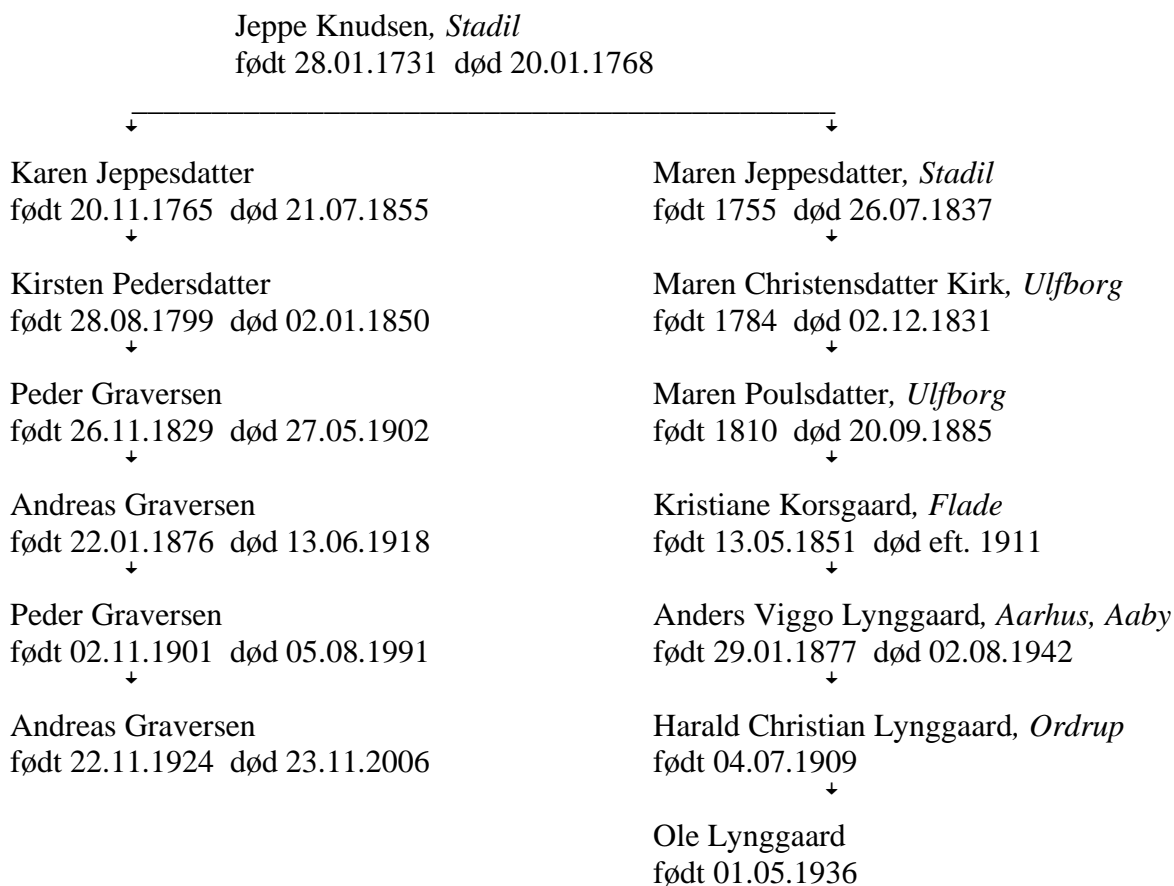 Jeppe Knudsen, Stadil
født 28.01.1731 død 20.01.1768
Karen Jeppesdatter
født 20.11.1765 død 21.07.1855
Kirsten Pedersdatter
født 28.08.1799 død 02.01.1850
Peder Graversen
født 26.11.1829 død 27.05.1902
Andreas Graversen
født 22.01.1876 død 13.06.1918
Peder Graversen
født 02.11.1901 død 05.08.1991
Andreas Graversen
født 22.11.1924 død 23.11.2006
Maren Jeppesdatter, Stadil
født 1755 død 26.07.1837
Maren Christensdatter Kirk, Ulfborg
født 1784 død 02.12.1831
Maren Poulsdatter, Ulfborg
født 1810 død 20.09.1885
Kristiane Korsgaard, Flade
født 13.05.1851 død eft. 1911
Anders Viggo Lynggaard, Aarhus, Aaby
født 29.01.1877 død 02.08.1942
Harald Christian Lynggaard, Ordrup
født 04.07.1909
Ole Lynggaard
født 01.05.1936